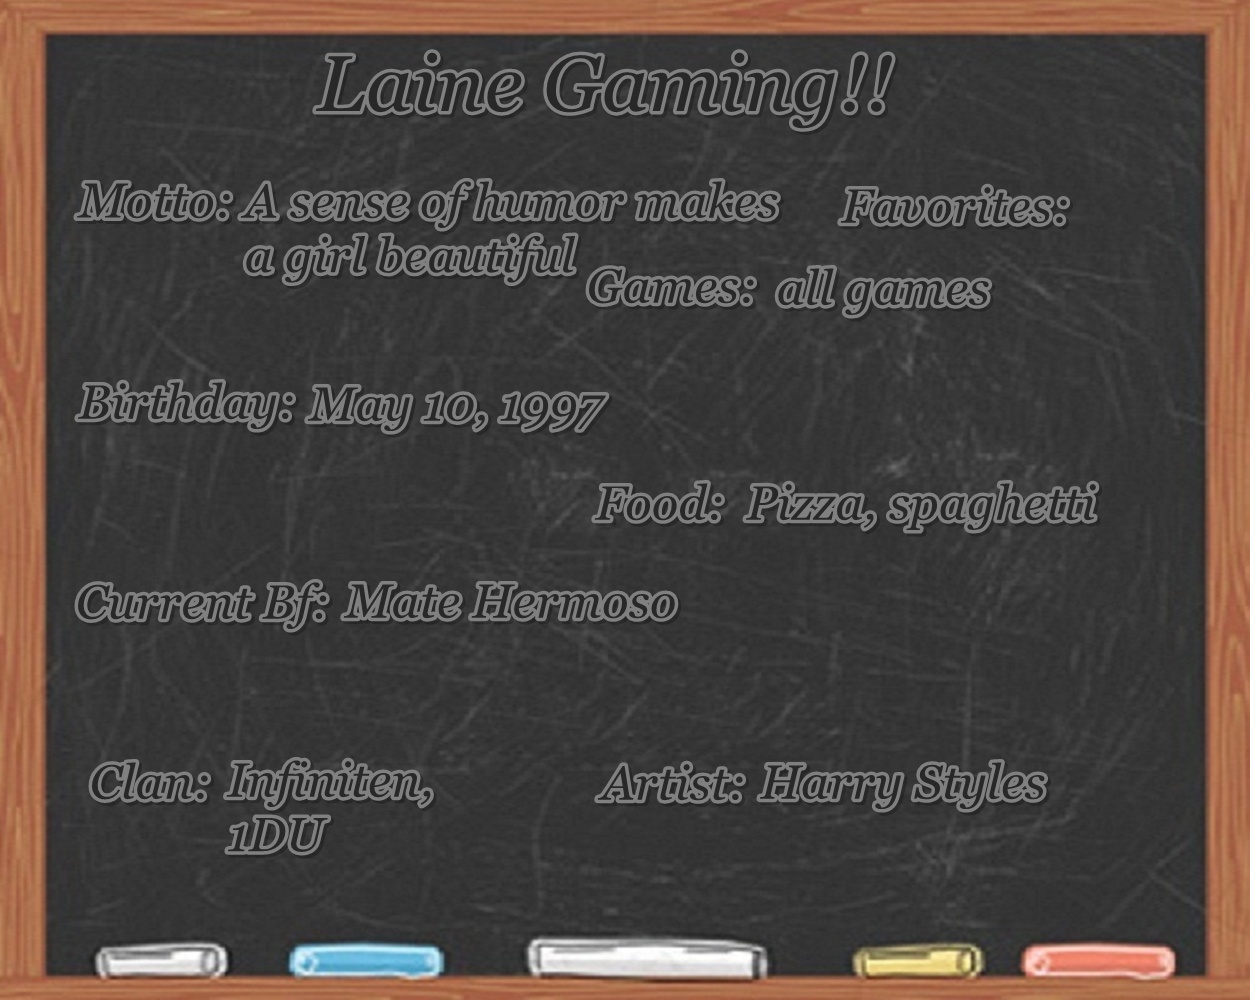 Laine Gaming!!
Motto: A sense of humor makes
a girl beautiful
Favorites:
Games: all games
Birthday: May 10, 1997
Food: Pizza, spaghetti
Current Bf: Mate Hermoso
Clan: Infiniten,
1DU
Artist: Harry Styles